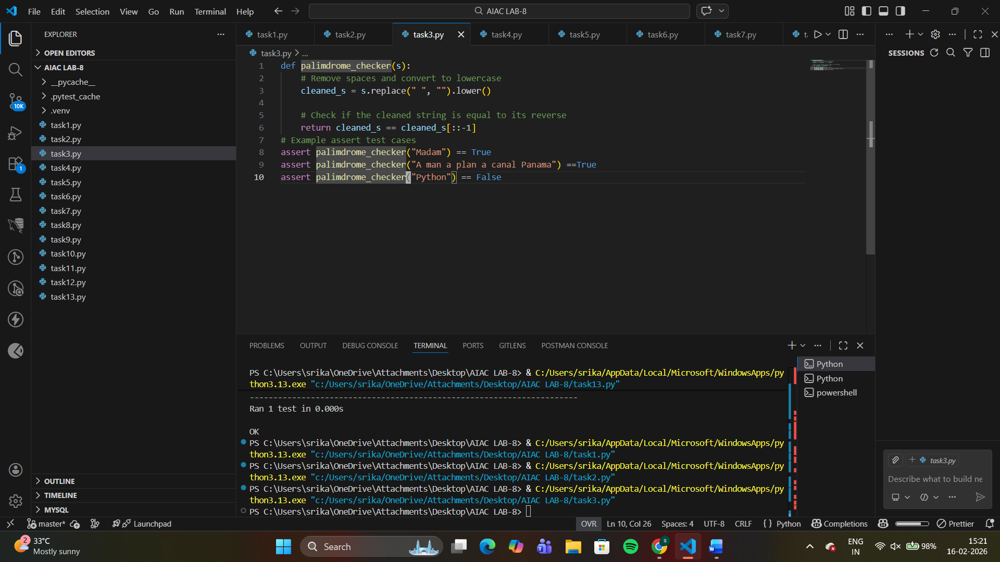 File Edit Selection View Go Run Terminal Help
AIAC LAB-8
EXPLORER
OPEN EDITORS
AIAC LAB-8
__pycache__
.pytest_cache
.venv
task1.py
task2.py
task3.py
task4.py
task5.py
task6.py
task7.py
task8.py
task9.py
task10.py
task11.py
task12.py
task13.py
OUTLINE
TIMELINE
MYSQL
10K
1
task1.py task2.py task3.py task4.py task5.py task6.py task7.py
task3.py > ...
1 def palimdrome_checker(s):
2 # Remove spaces and convert to lowercase
3 cleaned_s = s.replace(" ", "").lower()
4
5 # Check if the cleaned string is equal to its reverse
6 return cleaned_s == cleaned_s[::-1]
7 # Example assert test cases
8 assert palimdrome_checker("Madam") == True
9 assert palimdrome_checker("A man a plan a canal Panama") ==True
10 assert palimdrome_checker("Python") == False
PROBLEMS OUTPUT DEBUG CONSOLE TERMINAL PORTS GITLENS POSTMAN CONSOLE
PS C:\Users\srika\OneDrive\Attachments\Desktop\AIAC LAB-8> & C:/Users/srika/AppData/Local/Microsoft/WindowsApps/py
thon3.13.exe "c:/Users/srika/OneDrive/Attachments/Desktop/AIAC LAB-8/task13.py"
----------------------------------------------------------------------
Ran 1 test in 0.000s
OK
PS C:\Users\srika\OneDrive\Attachments\Desktop\AIAC LAB-8> & C:/Users/srika/AppData/Local/Microsoft/WindowsApps/py
thon3.13.exe "c:/Users/srika/OneDrive/Attachments/Desktop/AIAC LAB-8/task1.py"
PS C:\Users\srika\OneDrive\Attachments\Desktop\AIAC LAB-8> & C:/Users/srika/AppData/Local/Microsoft/WindowsApps/py
thon3.13.exe "c:/Users/srika/OneDrive/Attachments/Desktop/AIAC LAB-8/task2.py"
PS C:\Users\srika\OneDrive\Attachments\Desktop\AIAC LAB-8> & C:/Users/srika/AppData/Local/Microsoft/WindowsApps/py
thon3.13.exe "c:/Users/srika/OneDrive/Attachments/Desktop/AIAC LAB-8/task3.py"
PS C:\Users\srika\OneDrive\Attachments\Desktop\AIAC LAB-8>
Python
Python
powershell
SESSIONS
task3.py
Describe what to build ne
master* Launchpad
OVR Ln 10, Col 26 Spaces: 4 UTF-8 CRLF { } Python Completions Prettier
2
33°C
Mostly sunny
Search
ENG
IN
98%
15:21
16-02-2026